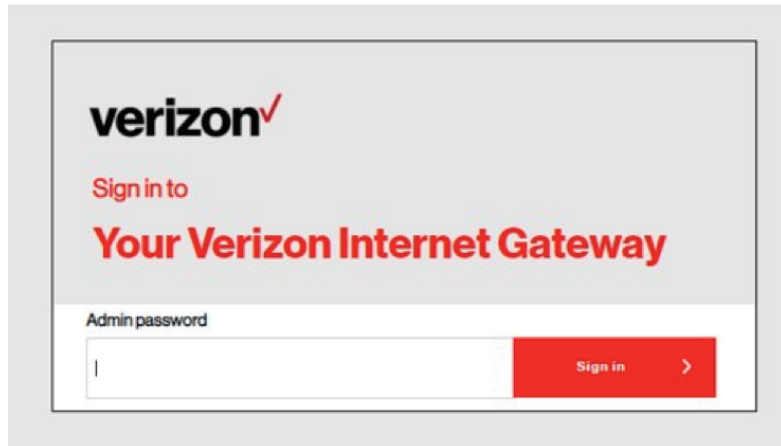 verizon
Sign in to
Your Verizon Internet Gateway
Admin password
Sign in